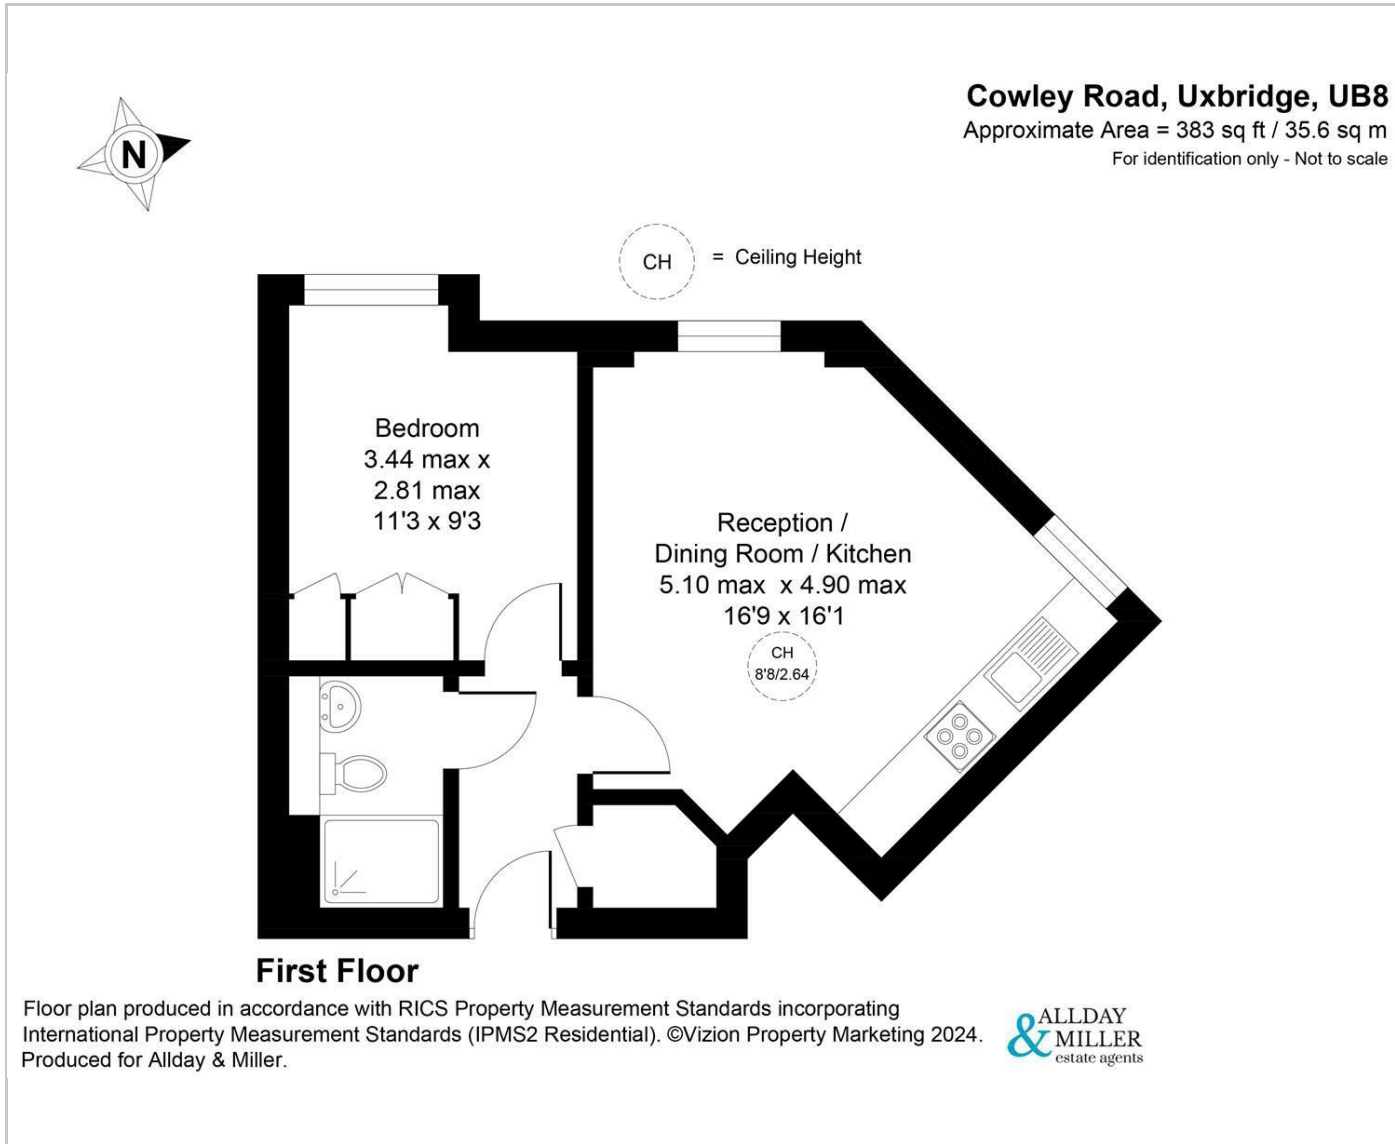 Cowley Road, Uxbridge, UB8
Approximate Area = 383 sq ft / 35.6 sq m
For identification only - Not to scale
N
CH = Ceiling Height
Bedroom
3.44 max x
2.81 max
11'3 x 9'3
Reception /
Dining Room / Kitchen
5.10 max x 4.90 max
16'9 x 16'1
CH
8'8/2.64
First Floor
Floor plan produced in accordance with RICS Property Measurement Standards incorporating
International Property Measurement Standards (IPMS2 Residential). ©Vizion Property Marketing 2024.
Produced for Allday & Miller.
ALLDAY
& MILLER
estate agents